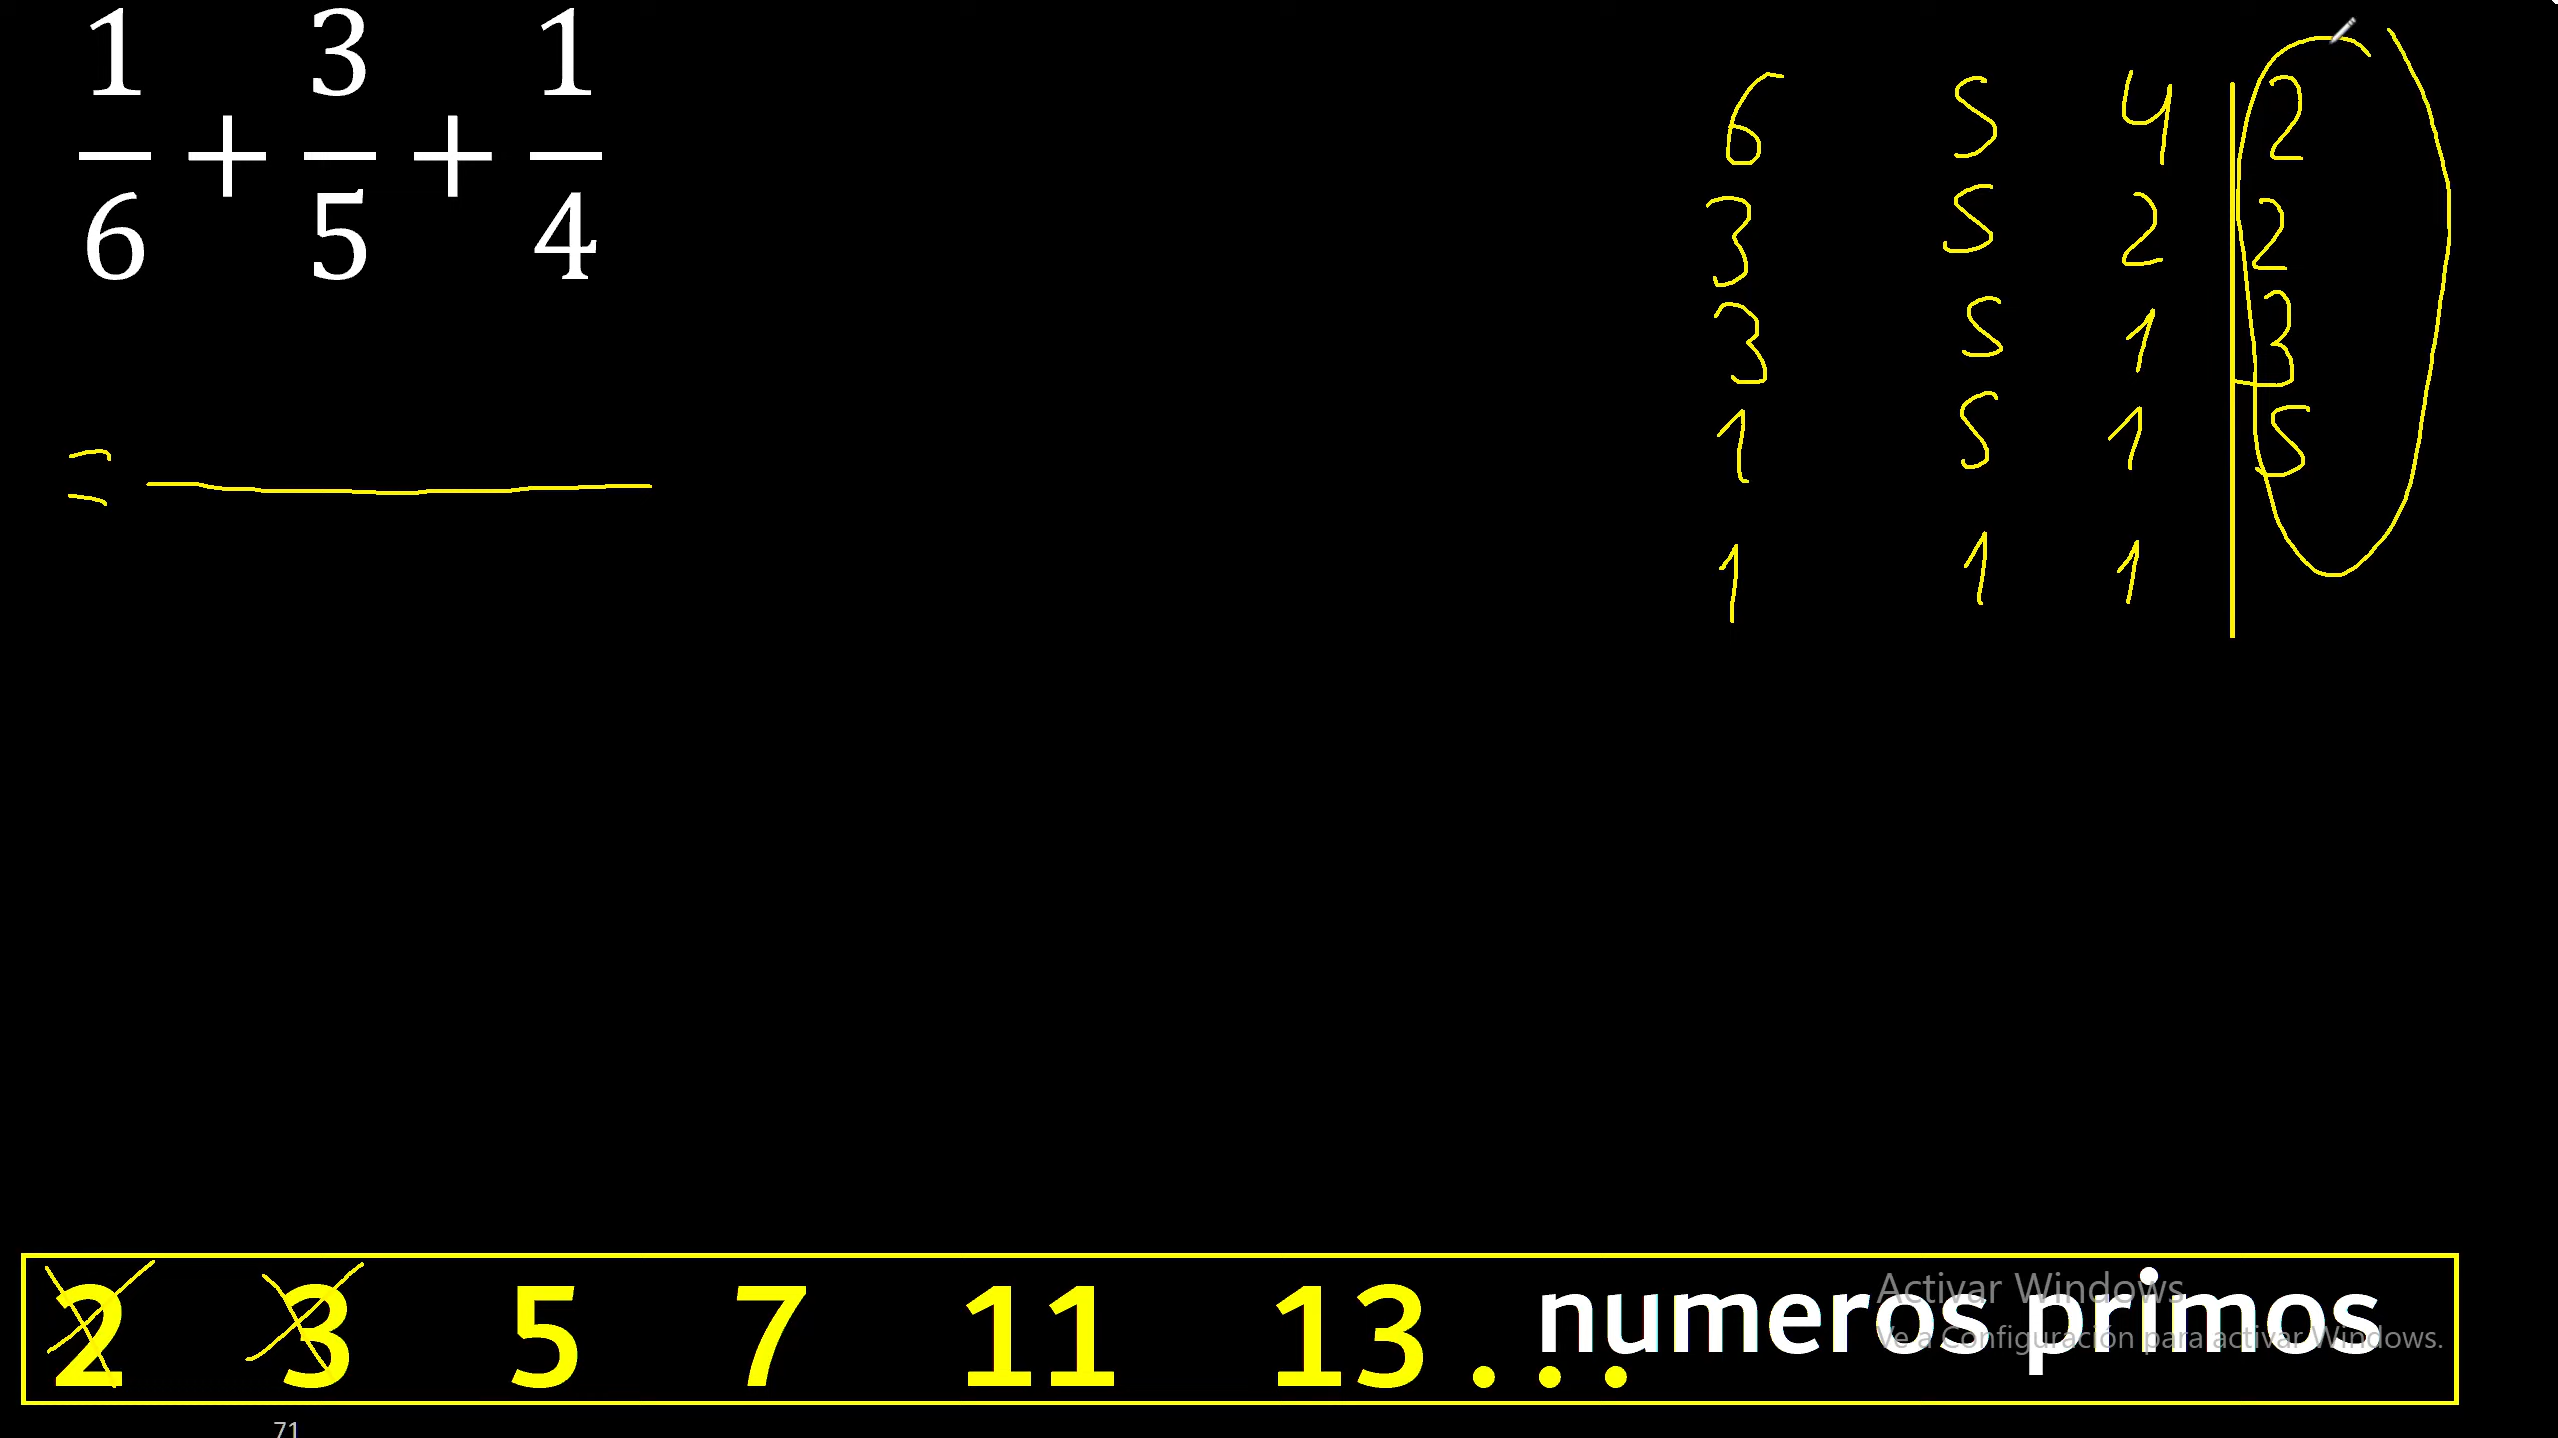 1/6 + 3/5 + 1/4
=
6 5 4 | 2
3 5 2 | 2
3 5 1 | 3
1 5 1 | 5
1 1 1 |
2 3 5 7 11 13 ... numeros primos
Activar Windows
Ve a Configuración para activar Windows.
71